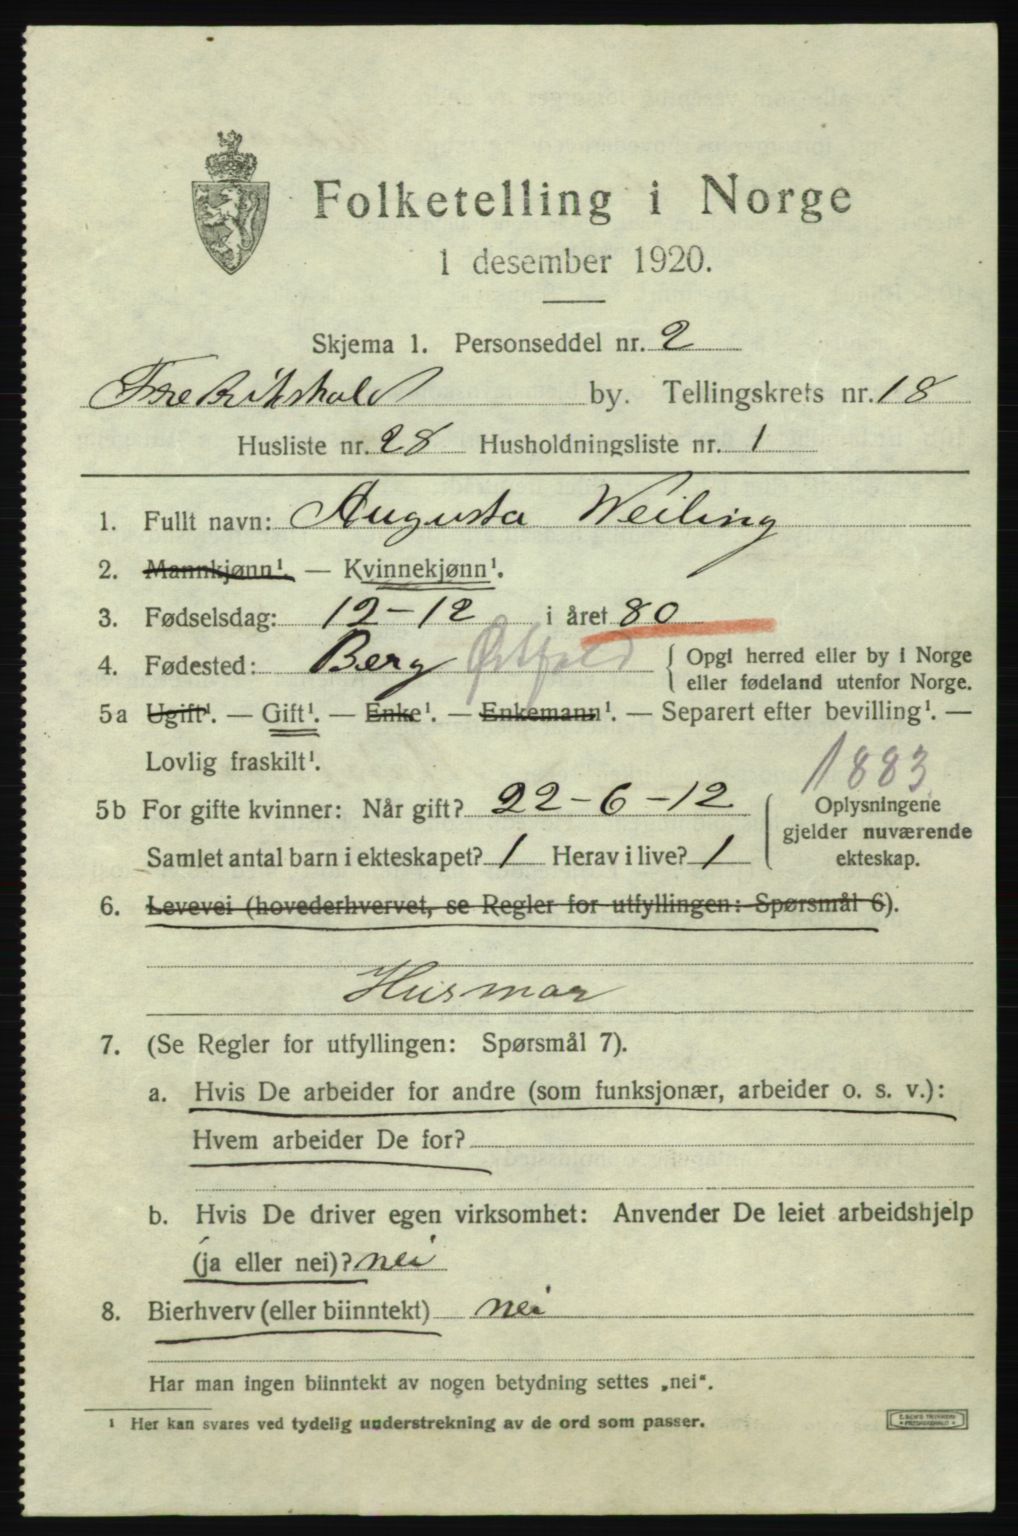 Folketelling i Norge
1 desember 1920.
Skjema 1. Personseddel nr. 2
Fredrikshald by. Tellingskrets nr. 18
Husliste nr. 28 Husholdningsliste nr. 1
1. Fullt navn: Augusta Weiling
2. Mannkjønn¹. — Kvinnekjønn¹.
3. Fødselsdag: 12-12 i året 80
4. Fødested: Berg Østfold { Opgi herred eller by i Norge
eller fødeland utenfor Norge.
5a Ugift¹. — Gift¹. — Enke¹. — Enkemann¹. — Separert efter bevilling¹. —
Lovlig fraskilt¹.
1883
5b For gifte kvinner: Når gift? 22-6-12
Samlet antal barn i ekteskapet? 1 Herav i live? 1
{ Oplysningene
gjelder nuværende
ekteskap.
6. Levevei (hovederhvervet, se Regler for utfyllingen: Spørsmål 6).
Husmor
7. (Se Regler for utfyllingen: Spørsmål 7).
a. Hvis De arbeider for andre (som funksjonær, arbeider o. s. v.):
Hvem arbeider De for?
b. Hvis De driver egen virksomhet: Anvender De leiet arbeidshjelp
(ja eller nei)? nei
8. Bierhverv (eller biinntekt) nei
Har man ingen biinntekt av nogen betydning settes „nei“.
¹ Her kan svares ved tydelig understrekning av de ord som passer.